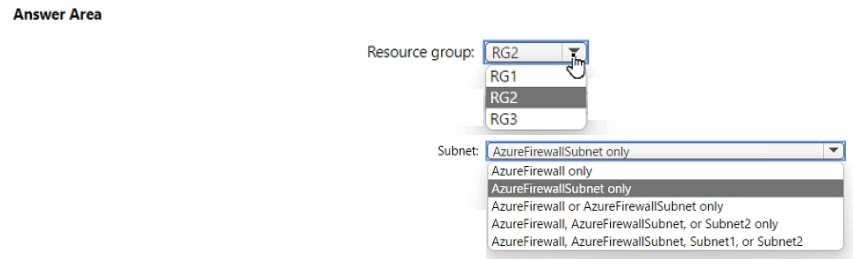 Answer Area
Resource group: RG2
RG1
RG2
RG3
Subnet: AzureFirewallSubnet only
AzureFirewall only
AzureFirewallSubnet only
AzureFirewall or AzureFirewallSubnet only
AzureFirewall, AzureFirewallSubnet, or Subnet2 only
AzureFirewall, AzureFirewallSubnet, Subnet1, or Subnet2